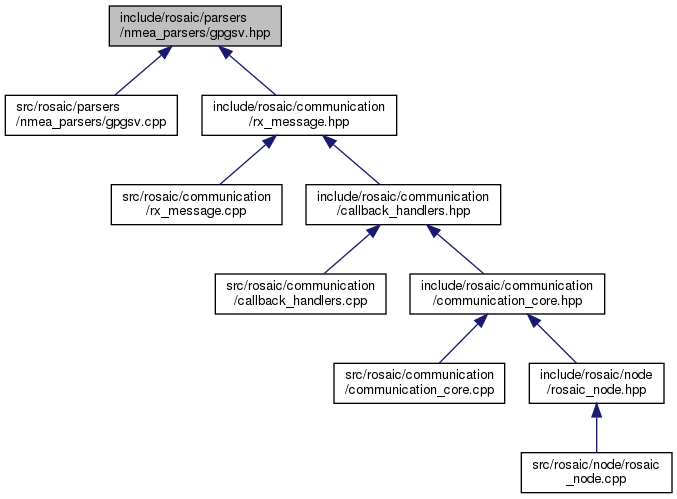 include/rosaic/parsers
/nmea_parsers/gpgsv.hpp
src/rosaic/parsers
/nmea_parsers/gpgsv.cpp
include/rosaic/communication
/rx_message.hpp
src/rosaic/communication
/rx_message.cpp
include/rosaic/communication
/callback_handlers.hpp
src/rosaic/communication
/callback_handlers.cpp
include/rosaic/communication
/communication_core.hpp
src/rosaic/communication
/communication_core.cpp
include/rosaic/node
/rosaic_node.hpp
src/rosaic/node/rosaic
_node.cpp